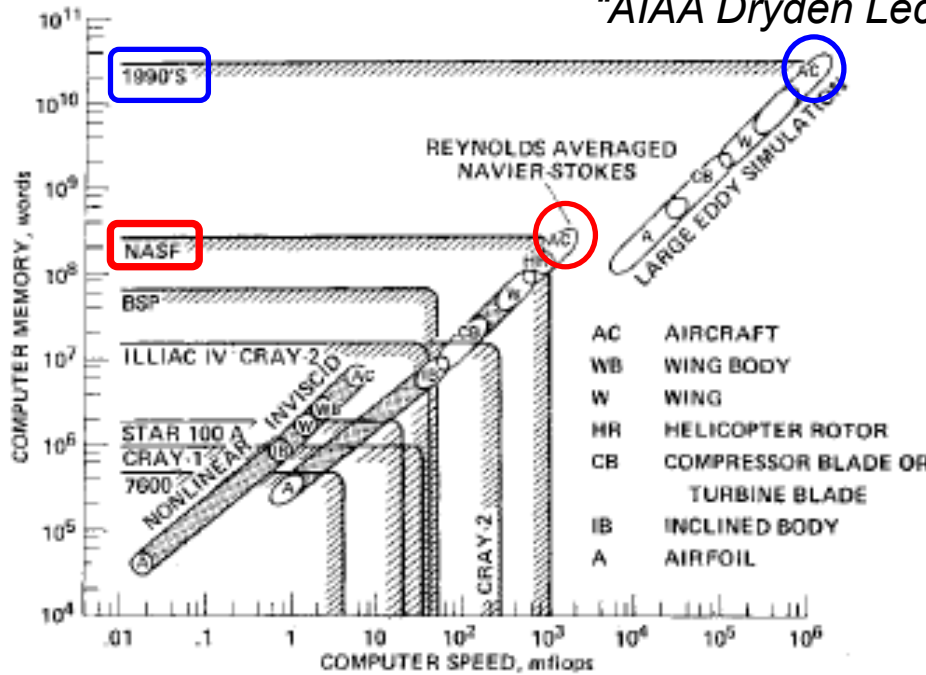 "AIAA Dryden Lec
10¹¹
1990'S
AC
10¹⁰
REYNOLDS AVERAGED
NAVIER-STOKES
CB
W
A
LARGE EDDY SIMULATION
10⁹
COMPUTER MEMORY, words
NASF
AC
HR
10⁸
BSP
W
CB
IB
A
ILLIAC IV CRAY-2
10⁷
NONLINEAR INVISCID
AC
WB
W
IB
A
STAR 100 A
10⁶
CRAY-1
7600
10⁵
CRAY-2
10⁴
AC AIRCRAFT
WB WING BODY
W WING
HR HELICOPTER ROTOR
CB COMPRESSOR BLADE OR
TURBINE BLADE
IB INCLINED BODY
A AIRFOIL
.01 .1 1 10 10² 10³ 10⁴ 10⁵ 10⁶
COMPUTER SPEED, mflops